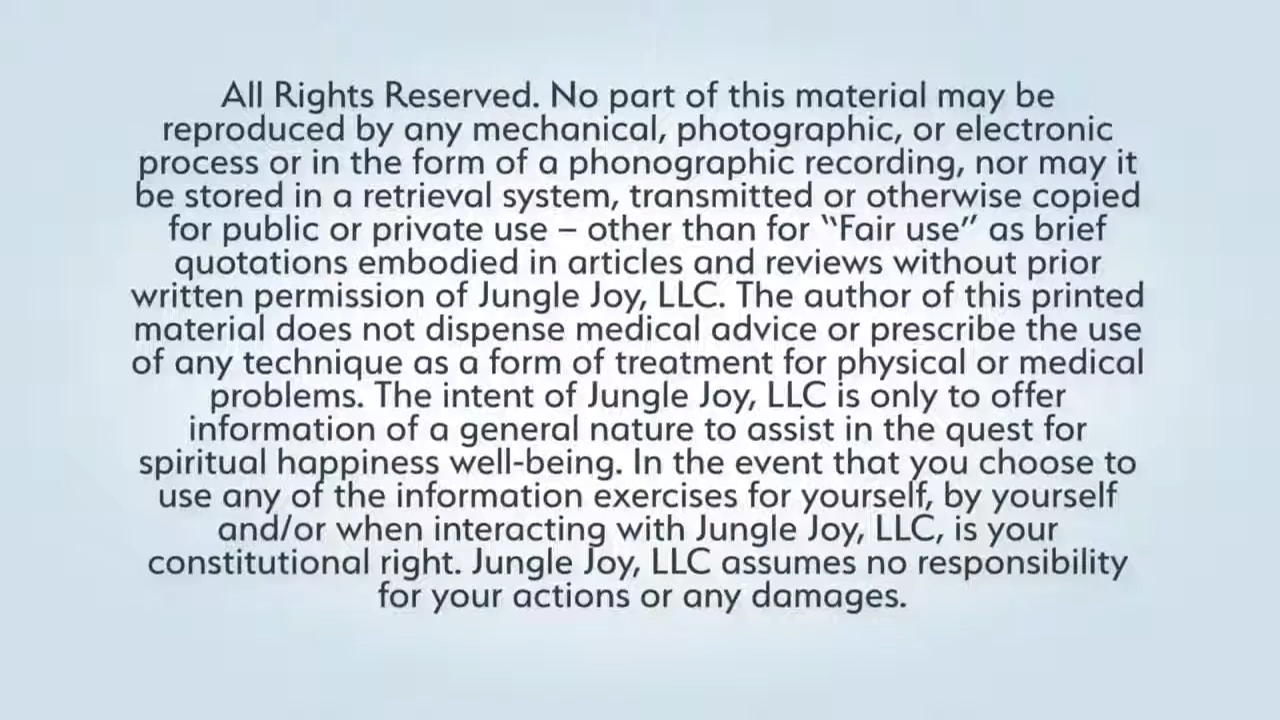 All Rights Reserved. No part of this material may be
reproduced by any mechanical, photographic, or electronic
process or in the form of a phonographic recording, nor may it
be stored in a retrieval system, transmitted or otherwise copied
for public or private use – other than for “Fair use” as brief
quotations embodied in articles and reviews without prior
written permission of Jungle Joy, LLC. The author of this printed
material does not dispense medical advice or prescribe the use
of any technique as a form of treatment for physical or medical
problems. The intent of Jungle Joy, LLC is only to offer
information of a general nature to assist in the quest for
spiritual happiness well-being. In the event that you choose to
use any of the information exercises for yourself, by yourself
and/or when interacting with Jungle Joy, LLC, is your
constitutional right. Jungle Joy, LLC assumes no responsibility
for your actions or any damages.